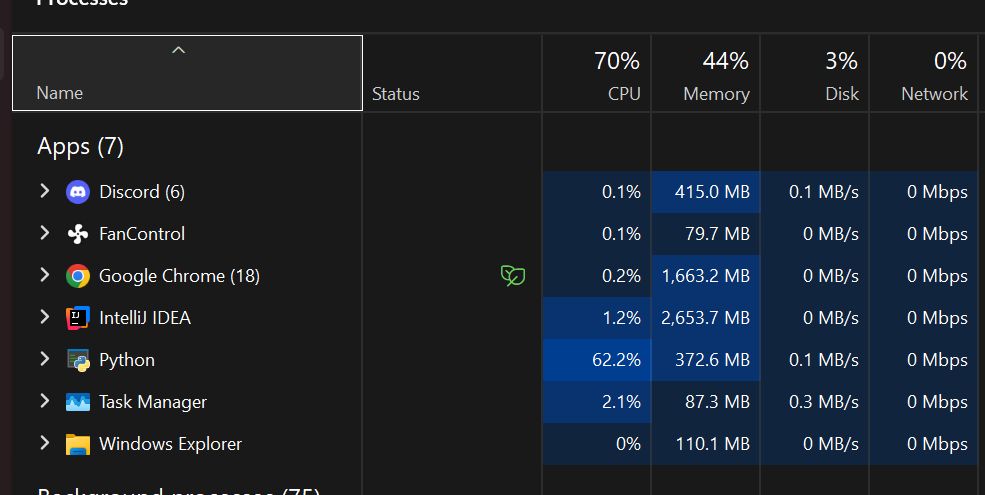 Processes
70% 44% 3% 0%
Name Status CPU Memory Disk Network
Apps (7)
Discord (6) 0.1% 415.0 MB 0.1 MB/s 0 Mbps
FanControl 0.1% 79.7 MB 0 MB/s 0 Mbps
Google Chrome (18) 0.2% 1,663.2 MB 0 MB/s 0 Mbps
IntelliJ IDEA 1.2% 2,653.7 MB 0 MB/s 0 Mbps
Python 62.2% 372.6 MB 0.1 MB/s 0 Mbps
Task Manager 2.1% 87.3 MB 0.3 MB/s 0 Mbps
Windows Explorer 0% 110.1 MB 0 MB/s 0 Mbps
Background processes (75)